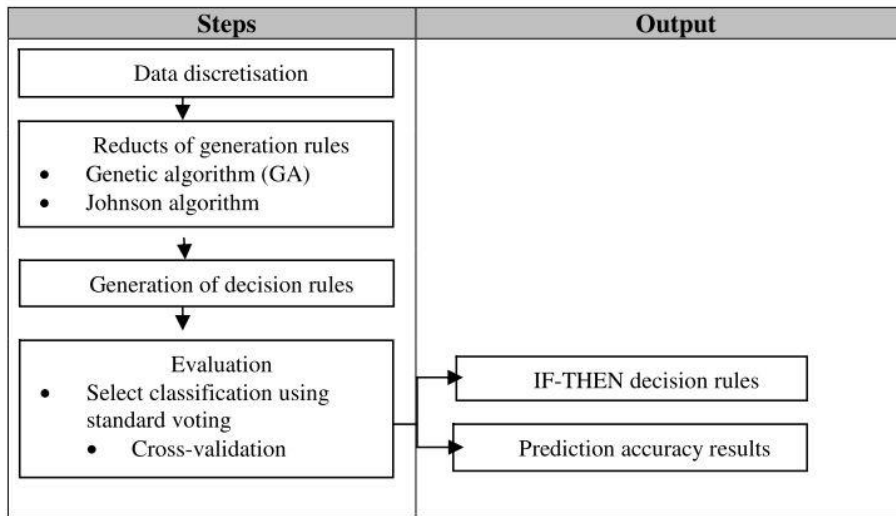 Steps
Output
Data discretisation
Reducts of generation rules
• Genetic algorithm (GA)
• Johnson algorithm
Generation of decision rules
Evaluation
• Select classification using
standard voting
• Cross-validation
IF-THEN decision rules
Prediction accuracy results